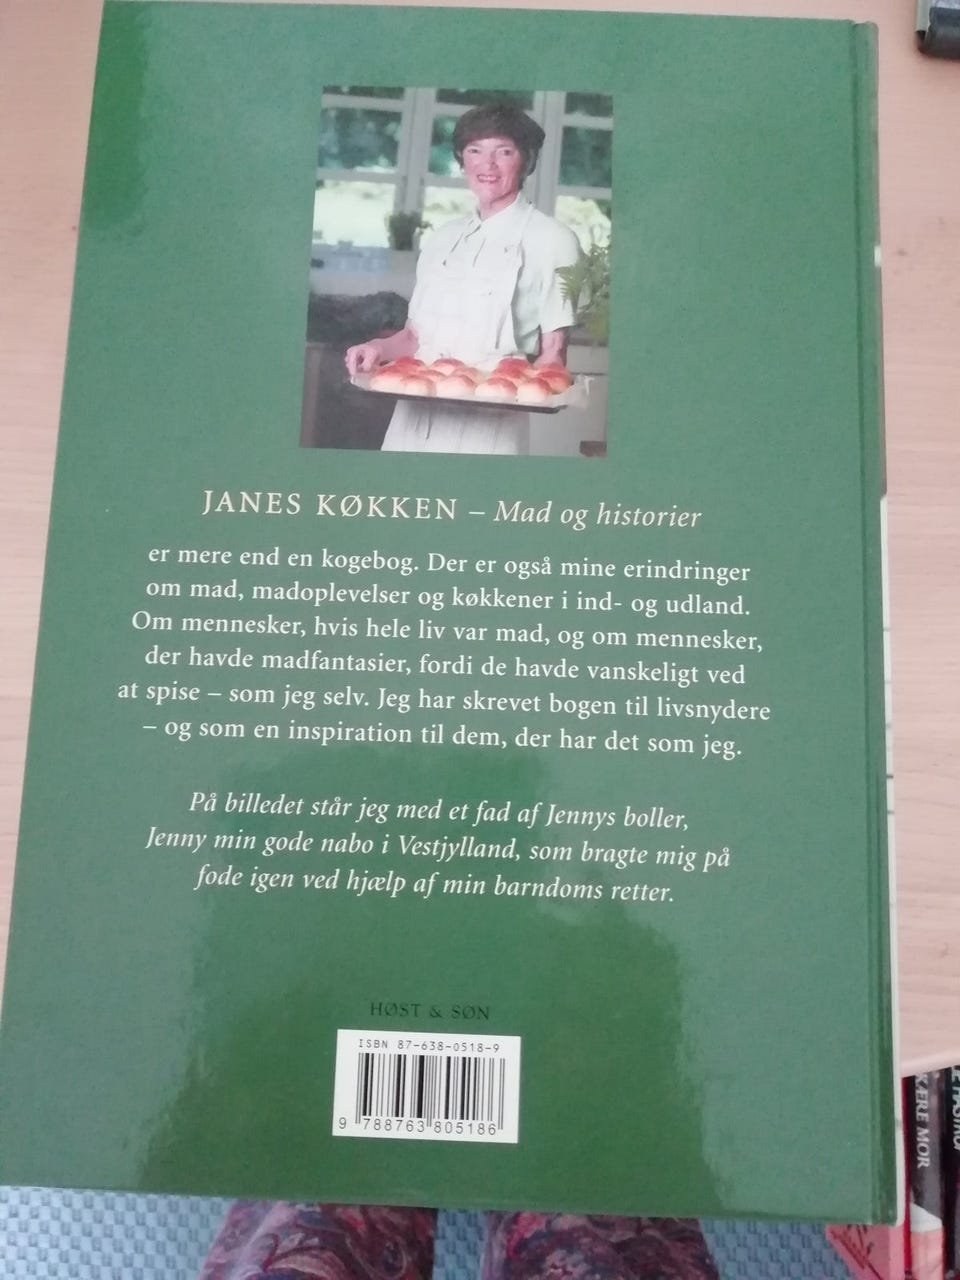 JANES KØKKEN – Mad og historier
er mere end en kogebog. Der er også mine erindringer
om mad, madoplevelser og køkkener i ind- og udland.
Om mennesker, hvis hele liv var mad, og om mennesker,
der havde madfantasier, fordi de havde vanskeligt ved
at spise – som jeg selv. Jeg har skrevet bogen til livsnydere
– og som en inspiration til dem, der har det som jeg.
På billedet står jeg med et fad af Jennys boller,
Jenny min gode nabo i Vestjylland, som bragte mig på
fode igen ved hjælp af min barndoms retter.
HØST & SØN
ISBN 87-638-0518-9
9 788763 805186
KÆRE MOR